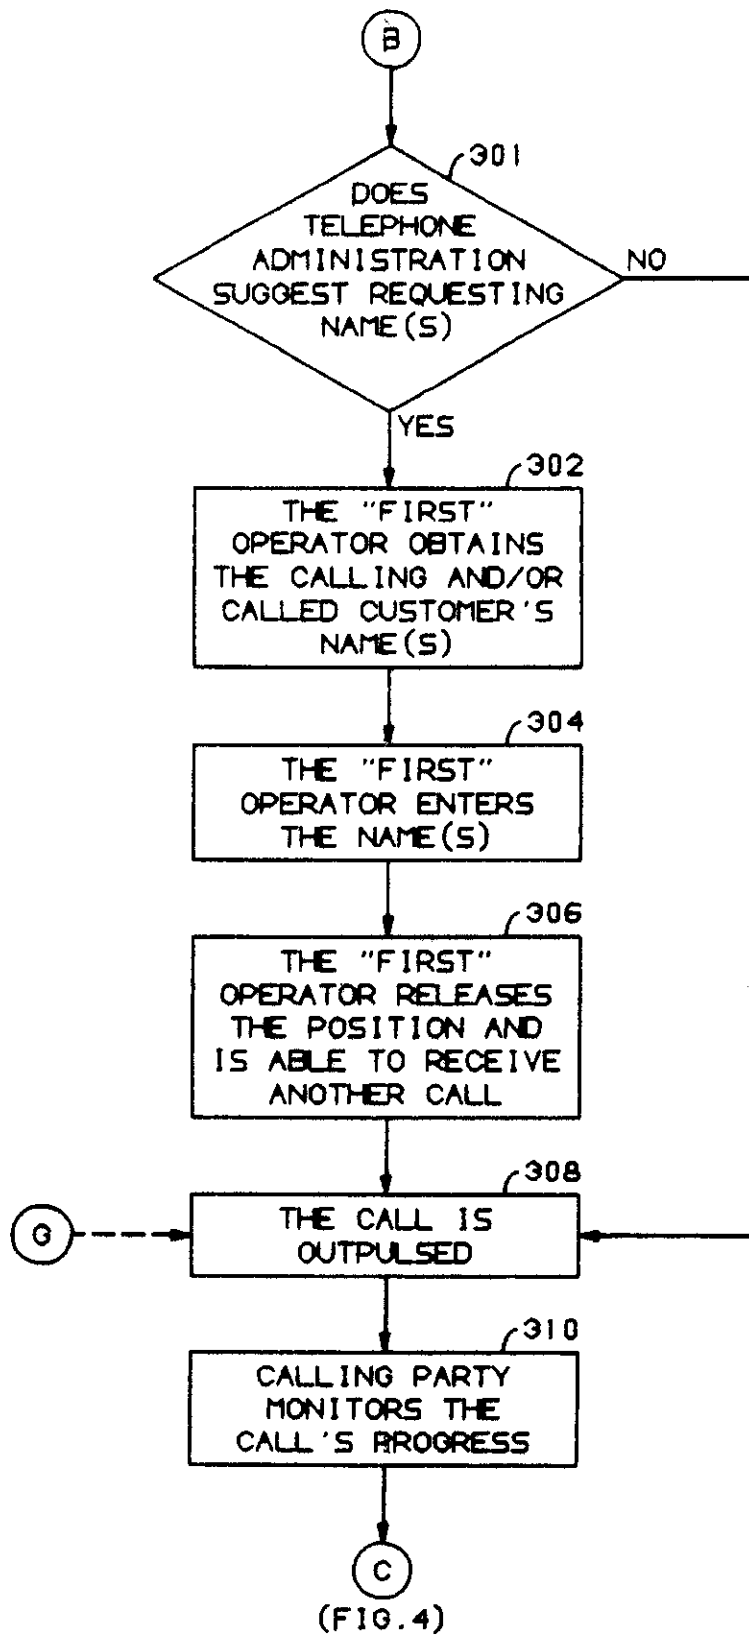 B
301
DOES
TELEPHONE
ADMINISTRATION
SUGGEST REQUESTING
NAME(S)
NO
YES
302
THE "FIRST"
OPERATOR OBTAINS
THE CALLING AND/OR
CALLED CUSTOMER'S
NAME(S)
304
THE "FIRST"
OPERATOR ENTERS
THE NAME(S)
306
THE "FIRST"
OPERATOR RELEASES
THE POSITION AND
IS ABLE TO RECEIVE
ANOTHER CALL
308
G
THE CALL IS
OUTPULSED
310
CALLING PARTY
MONITORS THE
CALL'S PROGRESS
C
(FIG.4)